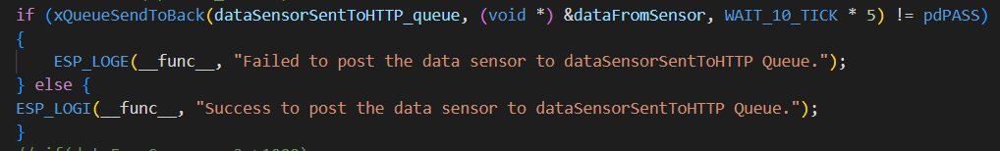 if (xQueueSendToBack(dataSensorSentToHTTP_queue, (void *) &dataFromSensor, WAIT_10_TICK * 5) != pdPASS)
{
    ESP_LOGE(__func__, "Failed to post the data sensor to dataSensorSentToHTTP Queue.");
} else {
ESP_LOGI(__func__, "Success to post the data sensor to dataSensorSentToHTTP Queue.");
}